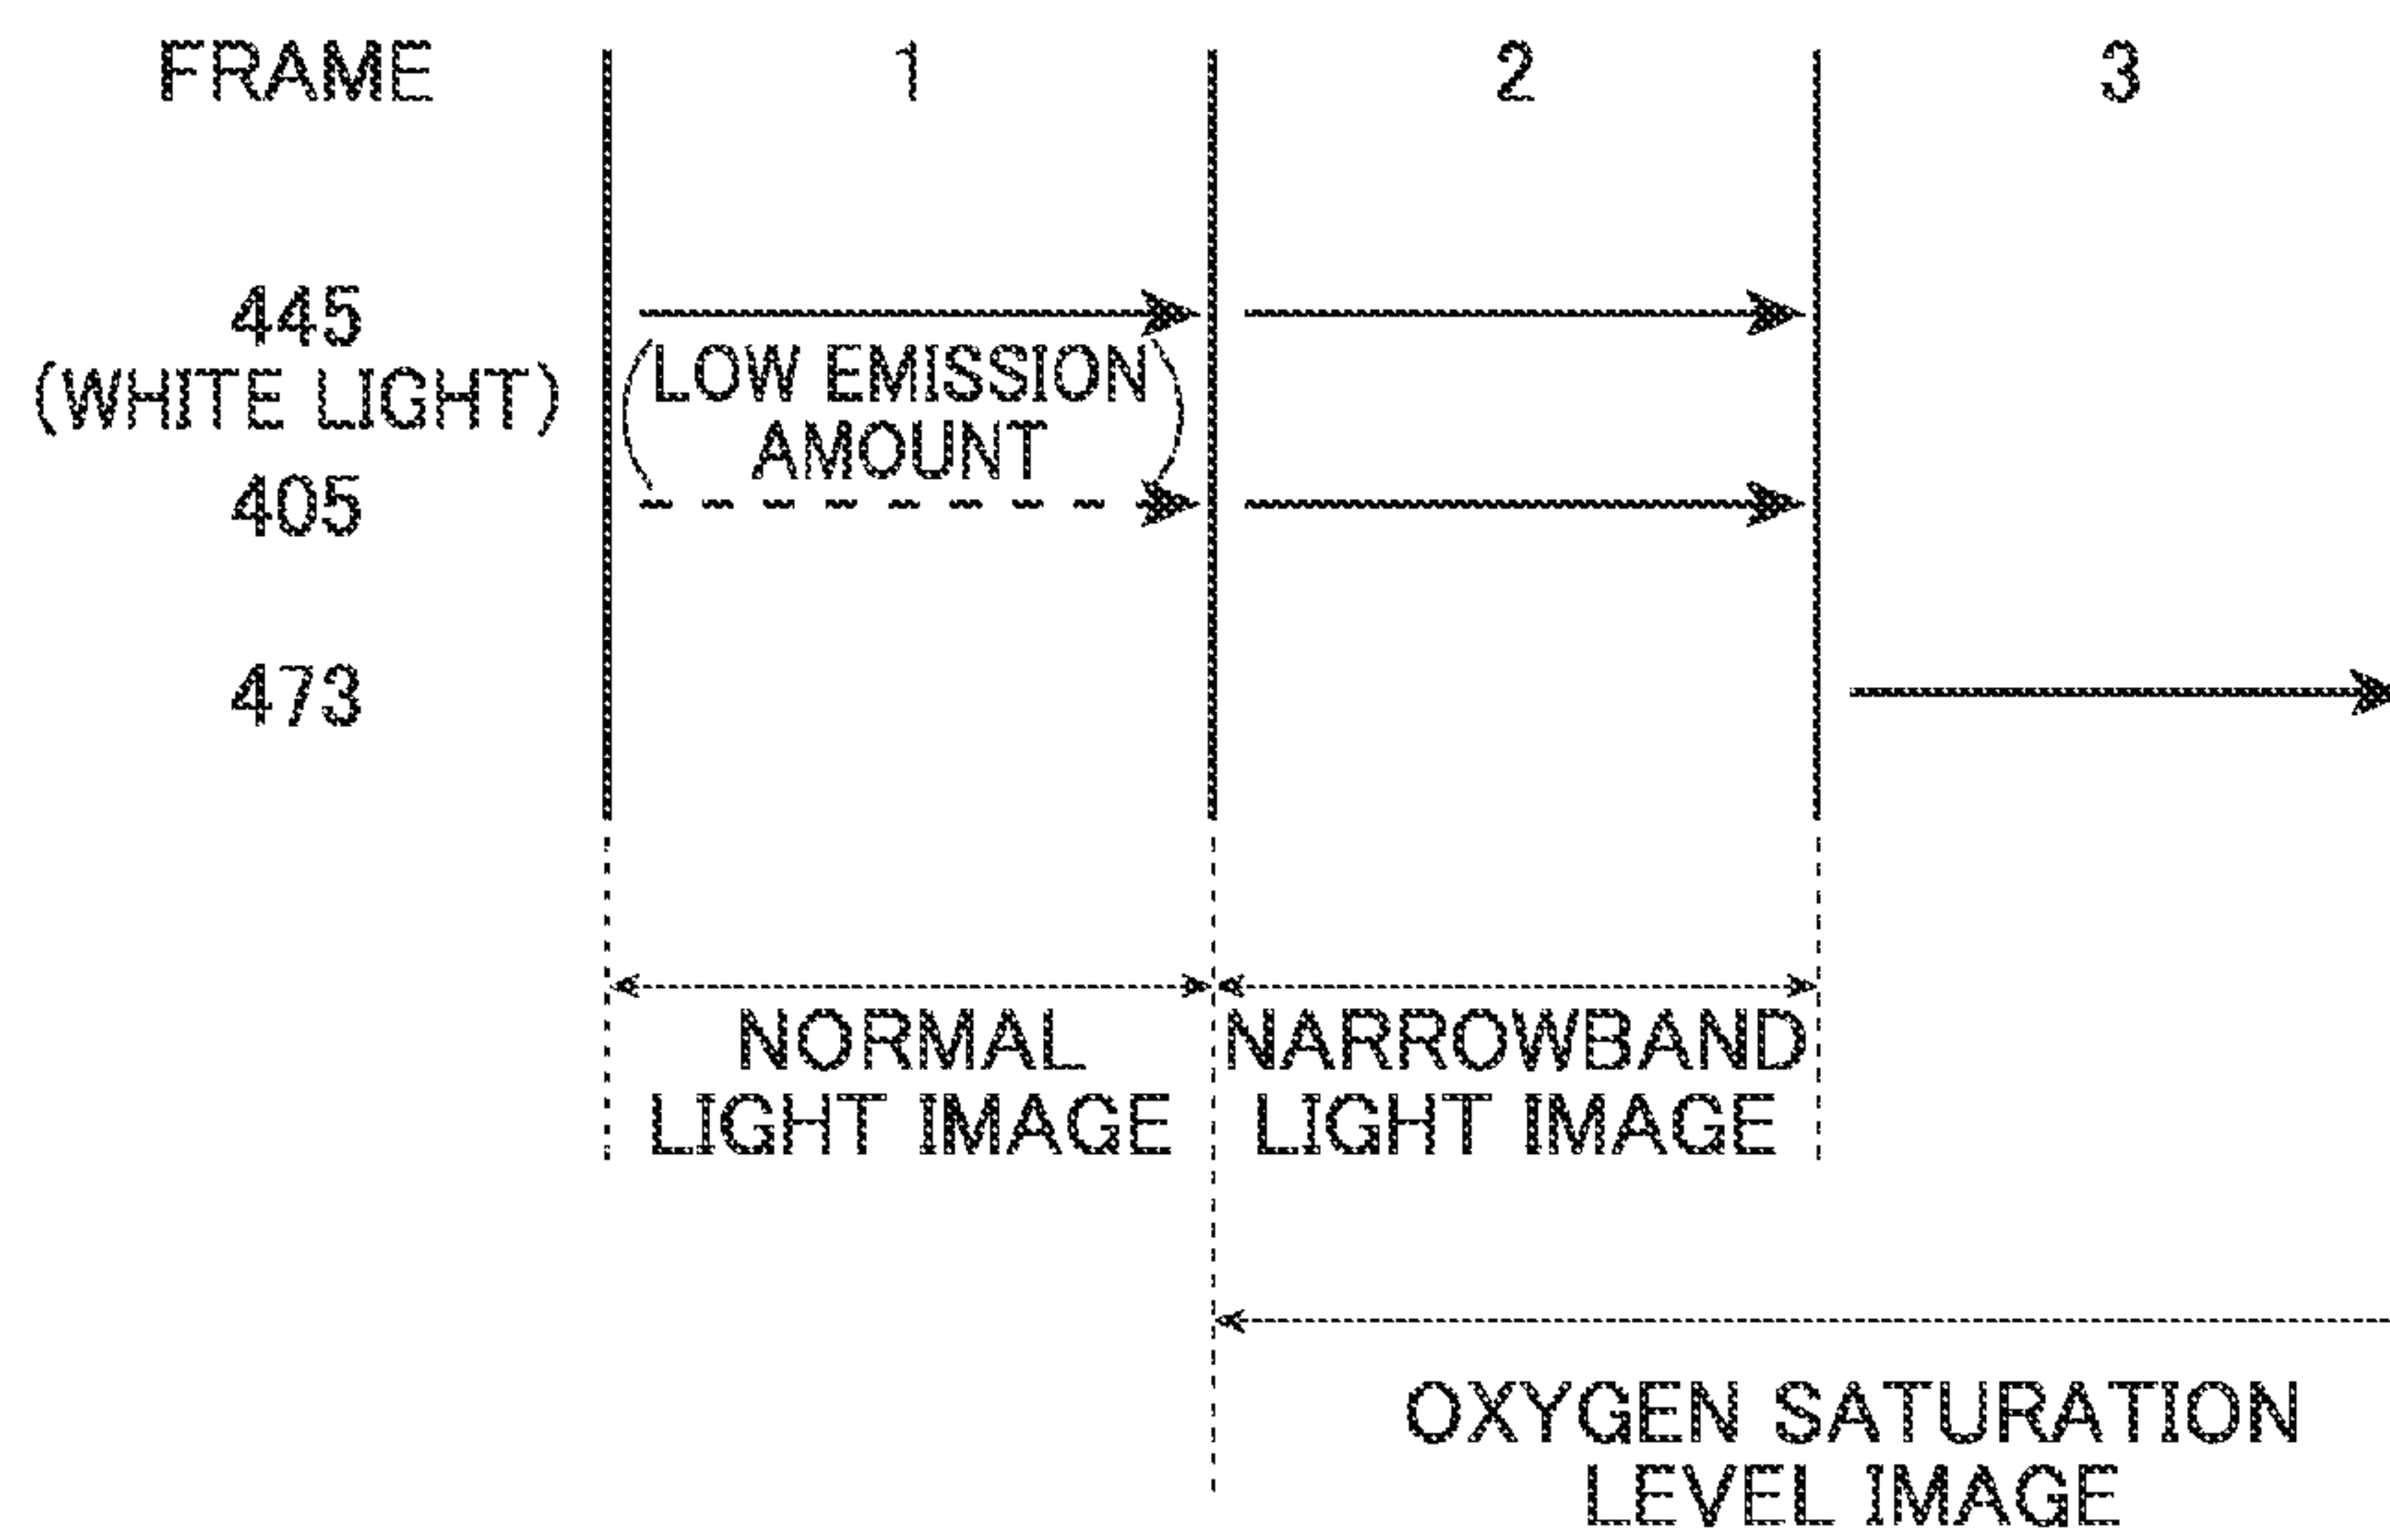 FRAME 1 2 3
445
(WHITE LIGHT)
(LOW EMISSION
AMOUNT)
405
473
NORMAL
LIGHT IMAGE
NARROWBAND
LIGHT IMAGE
OXYGEN SATURATION
LEVEL IMAGE